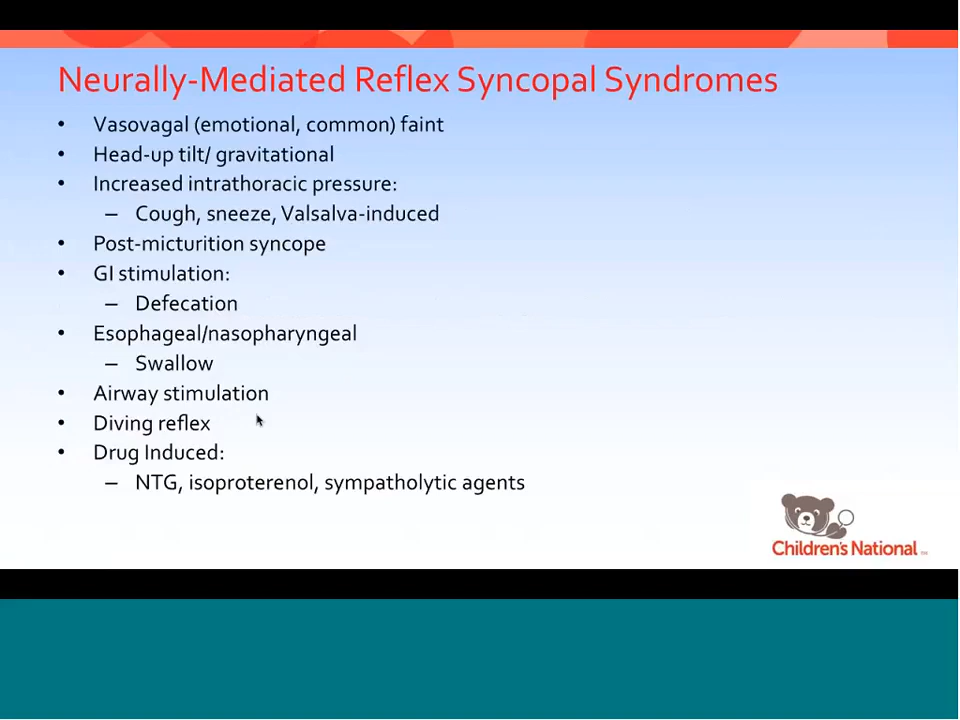 Neurally-Mediated Reflex Syncopal Syndromes
• Vasovagal (emotional, common) faint
• Head-up tilt/ gravitational
• Increased intrathoracic pressure:
– Cough, sneeze, Valsalva-induced
• Post-micturition syncope
• GI stimulation:
– Defecation
• Esophageal/nasopharyngeal
– Swallow
• Airway stimulation
• Diving reflex
• Drug Induced:
– NTG, isoproterenol, sympatholytic agents
Children's National™